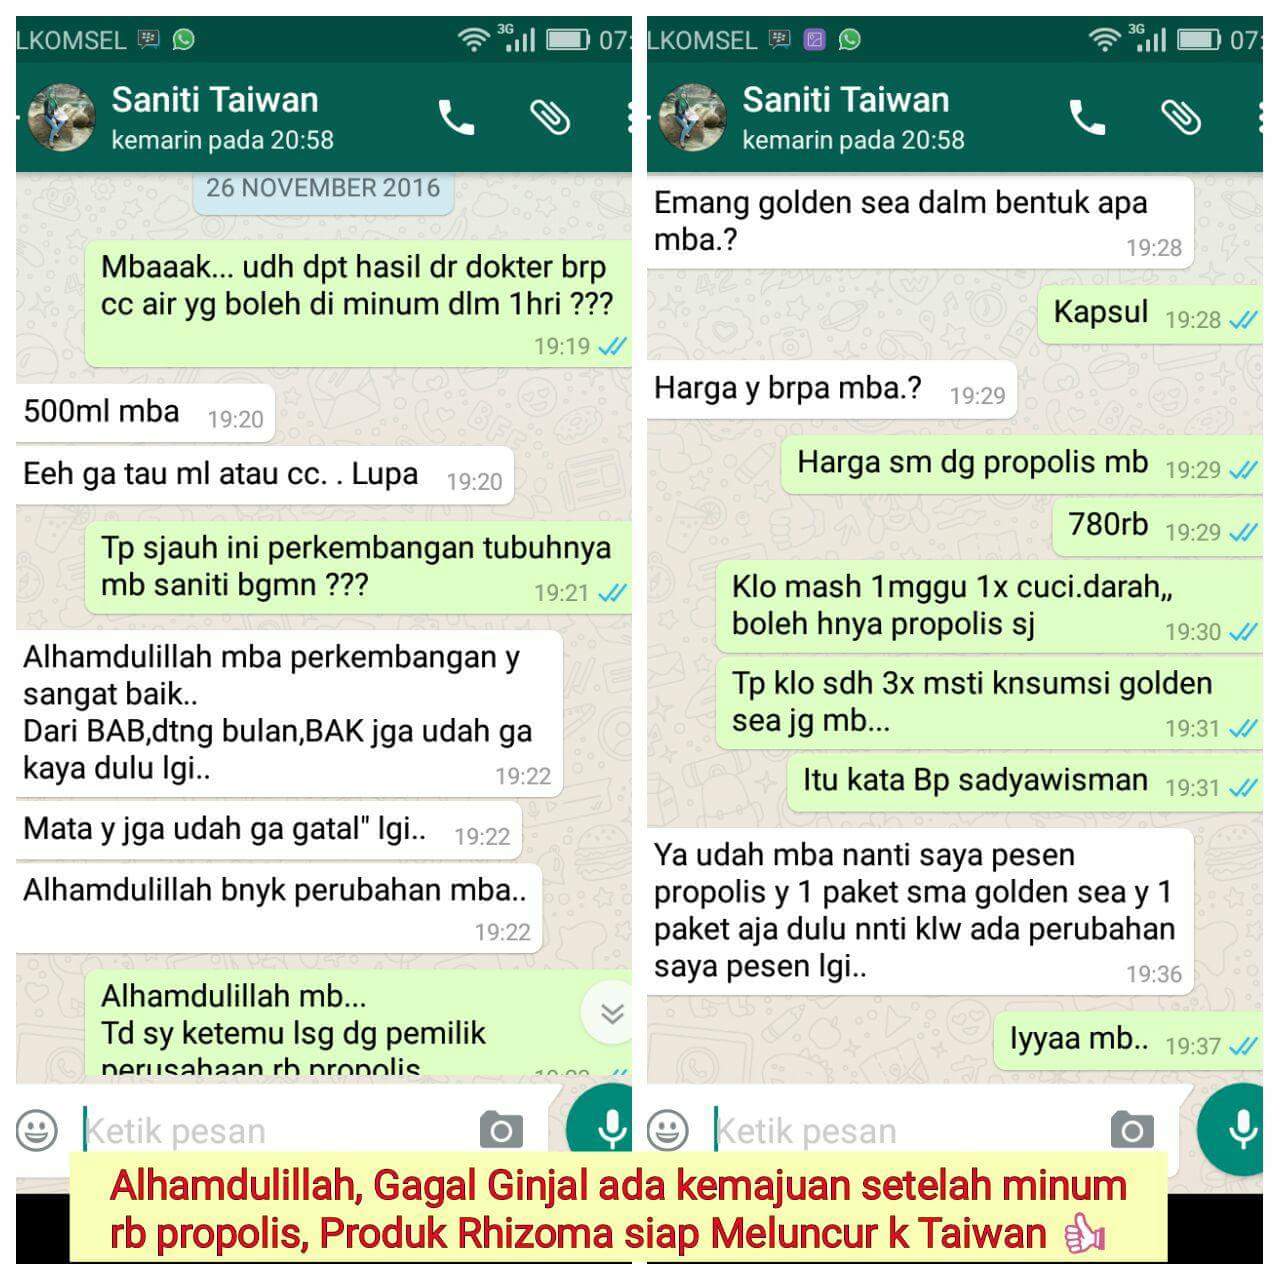 LKOMSEL 3G 07:
Saniti Taiwan
kemarin pada 20:58
26 NOVEMBER 2016
Mbaaak... udh dpt hasil dr dokter brp
cc air yg boleh di minum dlm 1hri ???
19:19
500ml mba 19:20
Eeh ga tau ml atau cc. . Lupa 19:20
Tp sjauh ini perkembangan tubuhnya
mb saniti bgmn ??? 19:21
Alhamdulillah mba perkembangan y
sangat baik..
Dari BAB,dtng bulan,BAK jga udah ga
kaya dulu lgi.. 19:22
Mata y jga udah ga gatal" lgi.. 19:22
Alhamdulillah bnyk perubahan mba..
19:22
Alhamdulillah mb...
Td sy ketemu lsg dg pemilik
perusahaan rb propolis
Ketik pesan
LKOMSEL 3G 07:
Saniti Taiwan
kemarin pada 20:58
Emang golden sea dalm bentuk apa
mba.? 19:28
Kapsul 19:28
Harga y brpa mba.? 19:29
Harga sm dg propolis mb 19:29
780rb 19:29
Klo mash 1mggu 1x cuci.darah,,
boleh hnya propolis sj 19:30
Tp klo sdh 3x msti knsumsi golden
sea jg mb... 19:31
Itu kata Bp sadyawisman 19:31
Ya udah mba nanti saya pesen
propolis y 1 paket sma golden sea y 1
paket aja dulu nnti klw ada perubahan
saya pesen lgi.. 19:36
Iyyaa mb.. 19:37
Ketik pesan
Alhamdulillah, Gagal Ginjal ada kemajuan setelah minum
rb propolis, Produk Rhizoma siap Meluncur k Taiwan